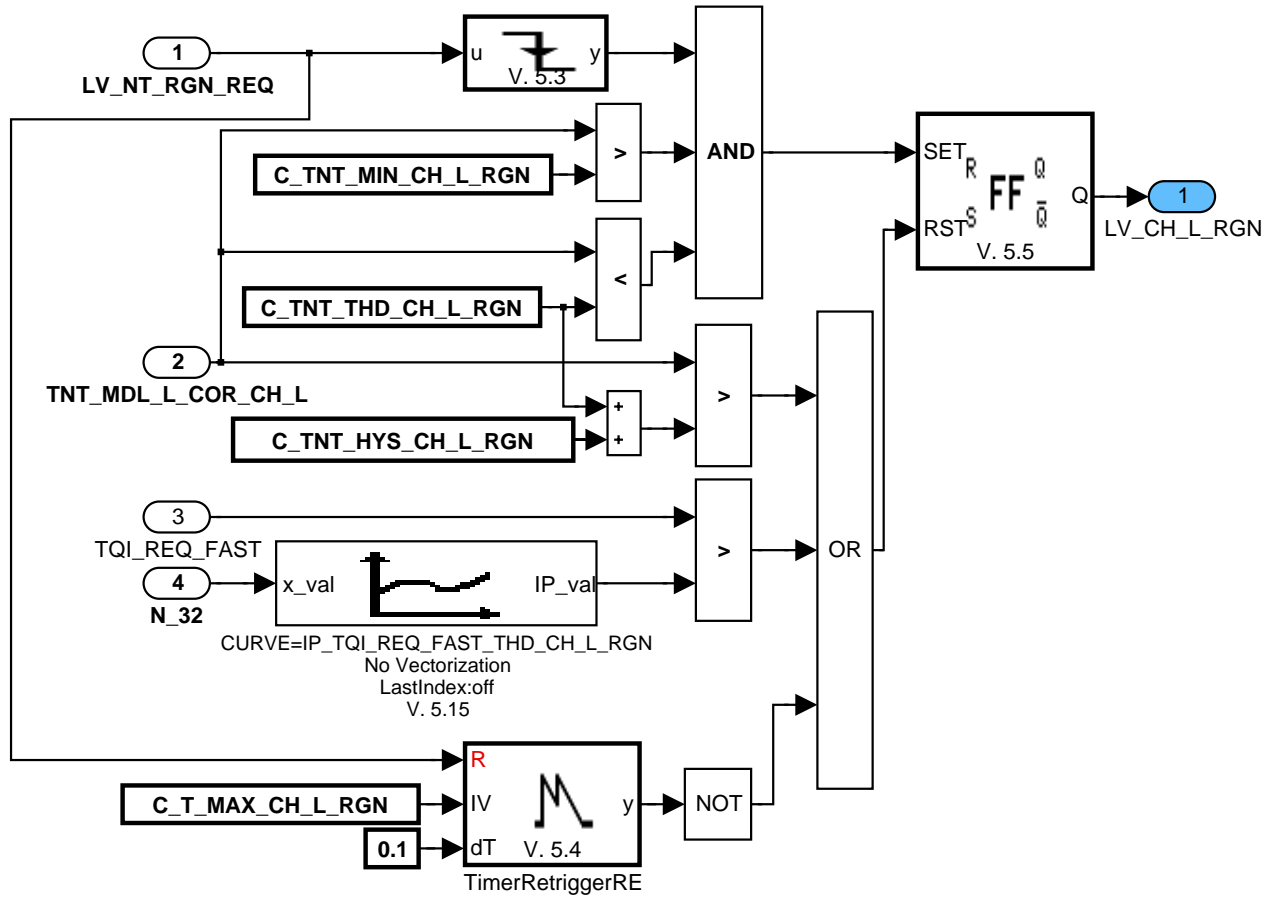 1
LV_NT_RGN_REQ
u
y
V. 5.3
>
C_TNT_MIN_CH_L_RGN
AND
SET
R
Q
FF
S
Q̅
RST
V. 5.5
Q
1
LV_CH_L_RGN
<
C_TNT_THD_CH_L_RGN
2
TNT_MDL_L_COR_CH_L
>
+
+
C_TNT_HYS_CH_L_RGN
3
TQI_REQ_FAST
>
OR
4
N_32
x_val
IP_val
CURVE=IP_TQI_REQ_FAST_THD_CH_L_RGN
No Vectorization
LastIndex:off
V. 5.15
R
C_T_MAX_CH_L_RGN
IV
y
NOT
0.1
dT
V. 5.4
TimerRetriggerRE